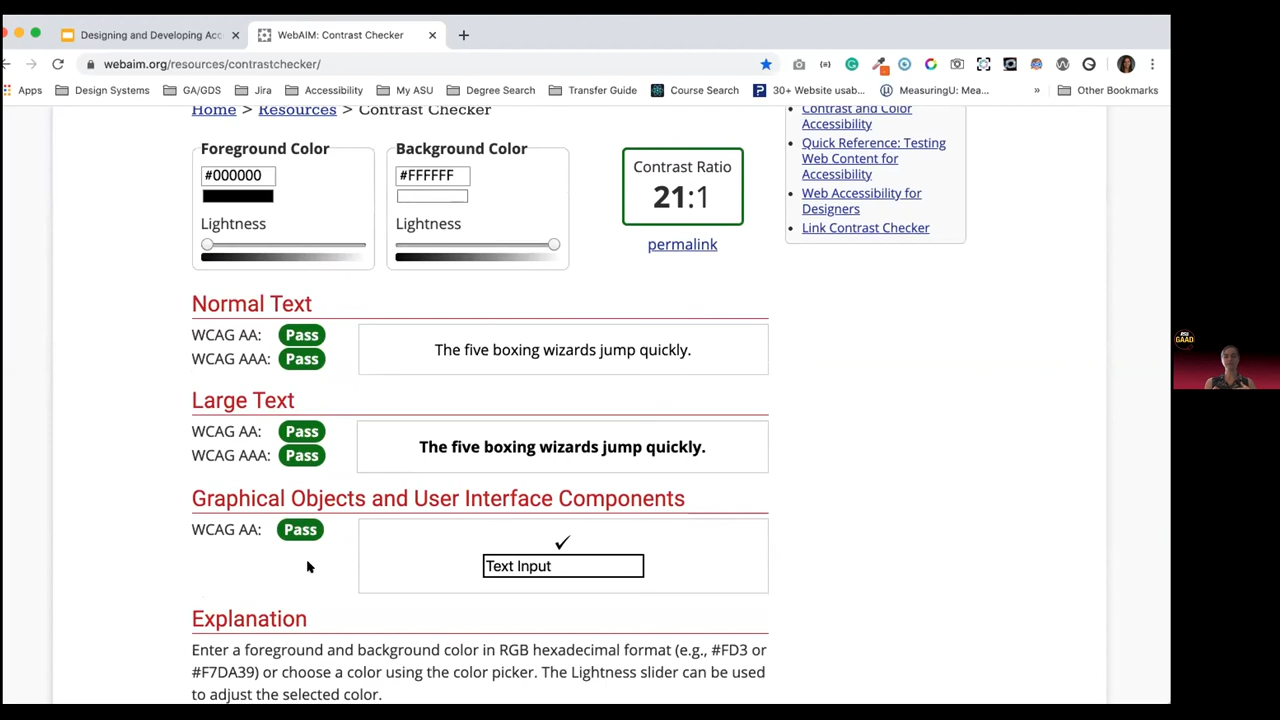 Designing and Developing Acc
WebAIM: Contrast Checker
webaim.org/resources/contrastchecker/
Apps Design Systems GA/GDS Jira Accessibility My ASU Degree Search Transfer Guide Course Search 30+ Website usab... MeasuringU: Mea... » Other Bookmarks
Home > Resources > Contrast Checker
Foreground Color
#000000
Lightness
Background Color
#FFFFFF
Lightness
Contrast Ratio
21:1
permalink
Contrast and Color
Accessibility
Quick Reference: Testing
Web Content for
Accessibility
Web Accessibility for
Designers
Link Contrast Checker
Normal Text
WCAG AA: Pass
WCAG AAA: Pass
The five boxing wizards jump quickly.
Large Text
WCAG AA: Pass
WCAG AAA: Pass
The five boxing wizards jump quickly.
Graphical Objects and User Interface Components
WCAG AA: Pass
Text Input
Explanation
Enter a foreground and background color in RGB hexadecimal format (e.g., #FD3 or
#F7DA39) or choose a color using the color picker. The Lightness slider can be used
to adjust the selected color.
ASU
GAAD